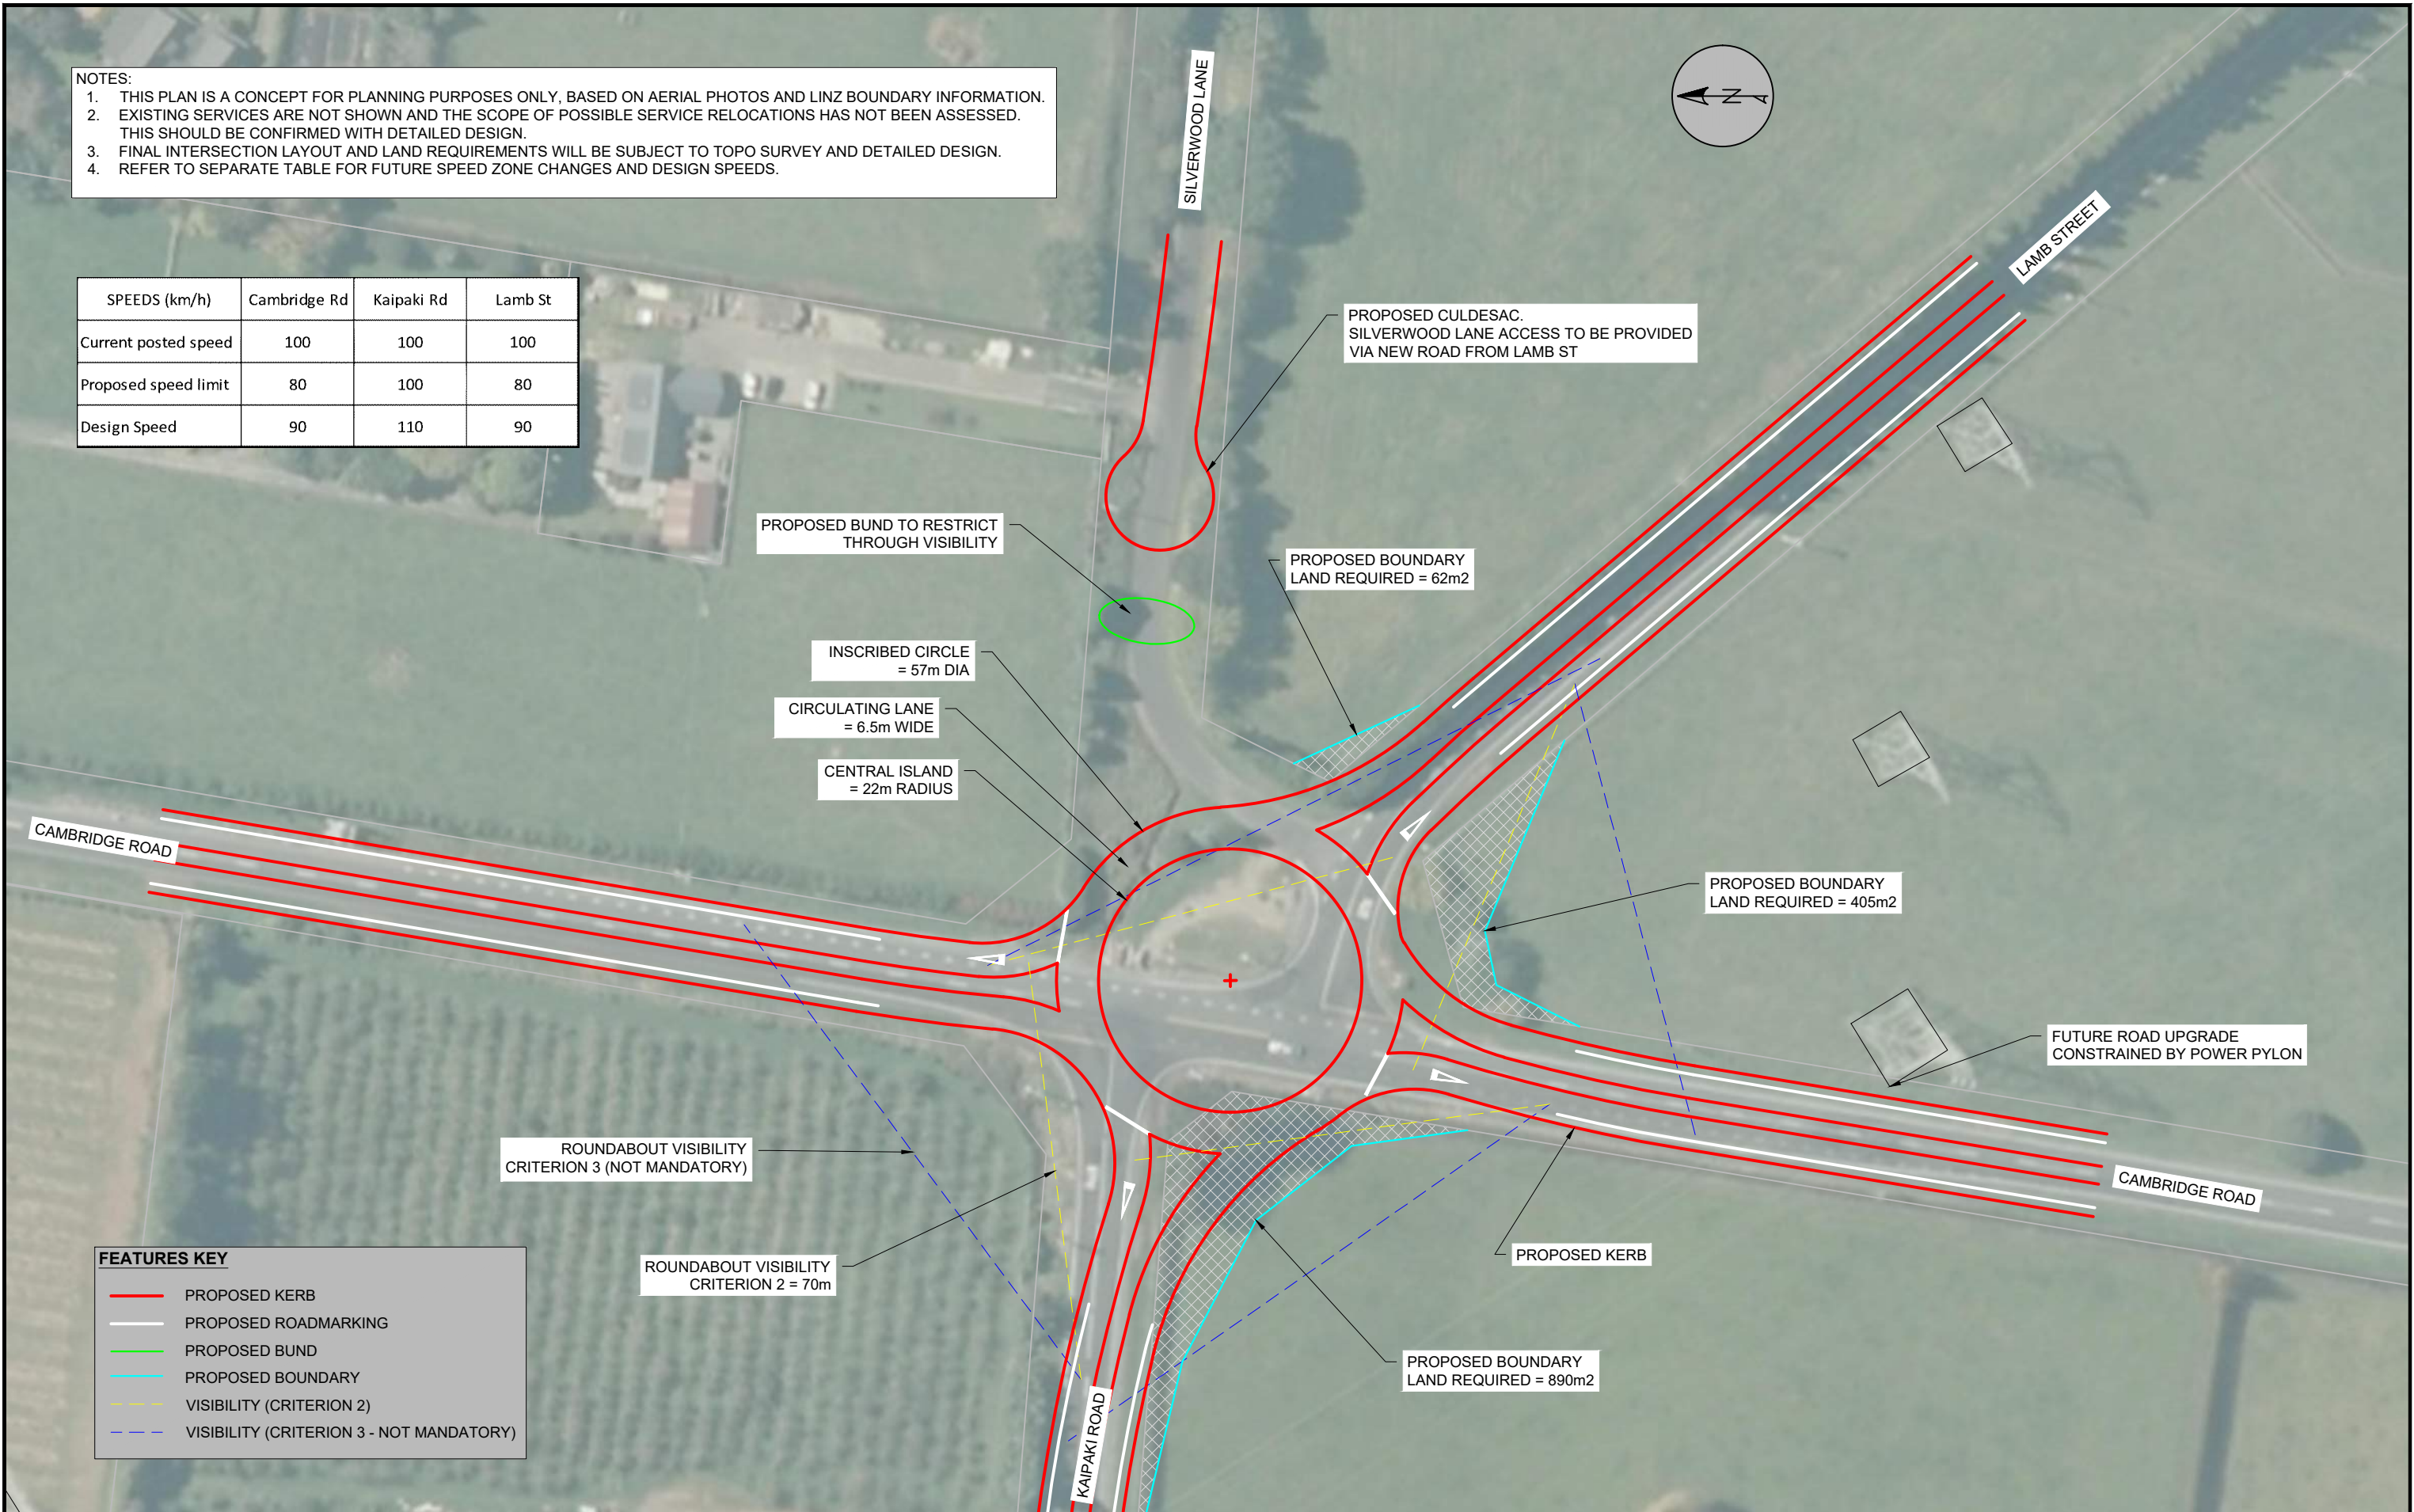 NOTES:
1. THIS PLAN IS A CONCEPT FOR PLANNING PURPOSES ONLY, BASED ON AERIAL PHOTOS AND LINZ BOUNDARY INFORMATION.
2. EXISTING SERVICES ARE NOT SHOWN AND THE SCOPE OF POSSIBLE SERVICE RELOCATIONS HAS NOT BEEN ASSESSED.
THIS SHOULD BE CONFIRMED WITH DETAILED DESIGN.
3. FINAL INTERSECTION LAYOUT AND LAND REQUIREMENTS WILL BE SUBJECT TO TOPO SURVEY AND DETAILED DESIGN.
4. REFER TO SEPARATE TABLE FOR FUTURE SPEED ZONE CHANGES AND DESIGN SPEEDS.
SILVERWOOD LANE
N
LAMB STREET
SPEEDS (km/h) Cambridge Rd Kaipaki Rd Lamb St
Current posted speed 100 100 100
Proposed speed limit 80 100 80
Design Speed 90 110 90
PROPOSED CULDESAC.
SILVERWOOD LANE ACCESS TO BE PROVIDED
VIA NEW ROAD FROM LAMB ST
PROPOSED BUND TO RESTRICT
THROUGH VISIBILITY
PROPOSED BOUNDARY
LAND REQUIRED = 62m2
INSCRIBED CIRCLE
= 57m DIA
CIRCULATING LANE
= 6.5m WIDE
CENTRAL ISLAND
= 22m RADIUS
CAMBRIDGE ROAD
PROPOSED BOUNDARY
LAND REQUIRED = 405m2
FUTURE ROAD UPGRADE
CONSTRAINED BY POWER PYLON
ROUNDABOUT VISIBILITY
CRITERION 3 (NOT MANDATORY)
CAMBRIDGE ROAD
PROPOSED KERB
ROUNDABOUT VISIBILITY
CRITERION 2 = 70m
PROPOSED BOUNDARY
LAND REQUIRED = 890m2
KAIPAKI ROAD
FEATURES KEY
PROPOSED KERB
PROPOSED ROADMARKING
PROPOSED BUND
PROPOSED BOUNDARY
VISIBILITY (CRITERION 2)
VISIBILITY (CRITERION 3 - NOT MANDATORY)